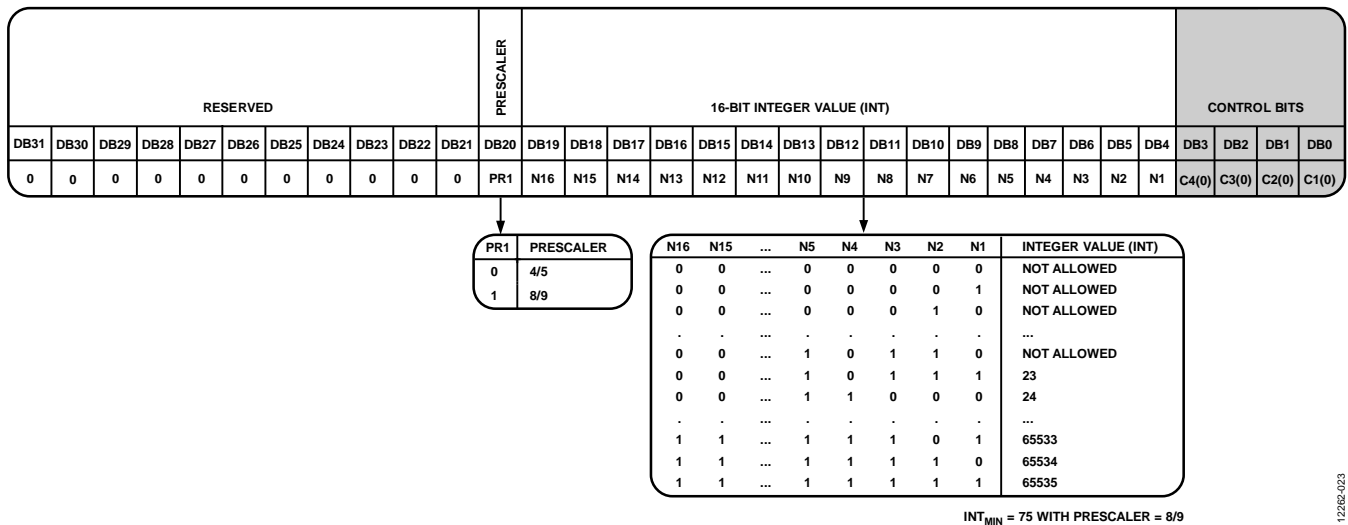 RESERVED PRESCALER 16-BIT INTEGER VALUE (INT) CONTROL BITS
DB31 DB30 DB29 DB28 DB27 DB26 DB25 DB24 DB23 DB22 DB21 DB20 DB19 DB18 DB17 DB16 DB15 DB14 DB13 DB12 DB11 DB10 DB9 DB8 DB7 DB6 DB5 DB4 DB3 DB2 DB1 DB0
0 0 0 0 0 0 0 0 0 0 0 PR1 N16 N15 N14 N13 N12 N11 N10 N9 N8 N7 N6 N5 N4 N3 N2 N1 C4(0) C3(0) C2(0) C1(0)
PR1 PRESCALER
0 4/5
1 8/9
N16 N15 ... N5 N4 N3 N2 N1 INTEGER VALUE (INT)
0 0 ... 0 0 0 0 0 NOT ALLOWED
0 0 ... 0 0 0 0 1 NOT ALLOWED
0 0 ... 0 0 0 1 0 NOT ALLOWED
. . ... . . . . . ...
0 0 ... 1 0 1 1 0 NOT ALLOWED
0 0 ... 1 0 1 1 1 23
0 0 ... 1 1 0 0 0 24
. . ... . . . . . ...
1 1 ... 1 1 1 0 1 65533
1 1 ... 1 1 1 1 0 65534
1 1 ... 1 1 1 1 1 65535
INTMIN = 75 WITH PRESCALER = 8/9
12262-023